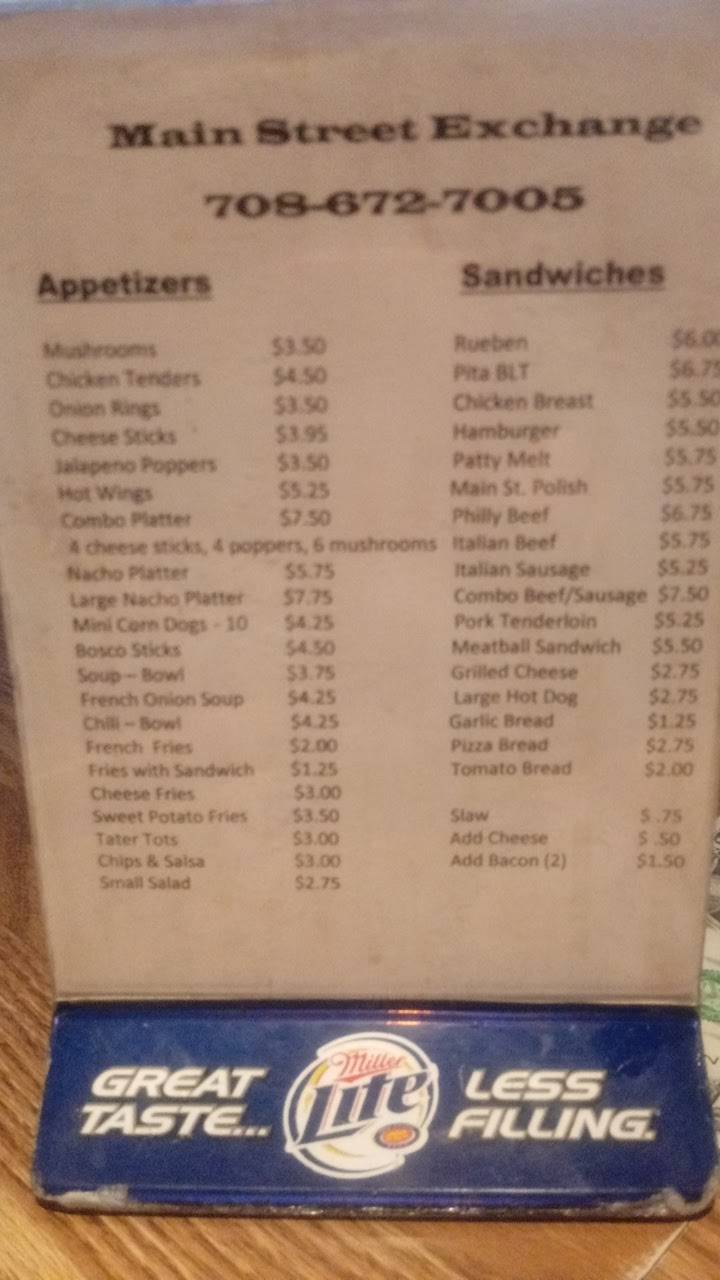 Main Street Exchange
708-672-7005
Appetizers
Mushrooms $3.50
Chicken Tenders $4.50
Onion Rings $3.50
Cheese Sticks $3.95
Jalapeno Poppers $3.50
Hot Wings $5.25
Combo Platter $7.50
4 cheese sticks, 4 poppers, 6 mushrooms
Nacho Platter $5.75
Large Nacho Platter $7.75
Mini Corn Dogs - 10 $4.25
Bosco Sticks $4.50
Soup – Bowl $3.75
French Onion Soup $4.25
Chili – Bowl $4.25
French Fries $2.00
Fries with Sandwich $1.25
Cheese Fries $3.00
Sweet Potato Fries $3.50
Tater Tots $3.00
Chips & Salsa $3.00
Small Salad $2.75
Sandwiches
Rueben $6.00
Pita BLT $6.75
Chicken Breast $5.50
Hamburger $5.50
Patty Melt $5.75
Main St. Polish $5.75
Philly Beef $6.75
Italian Beef $5.75
Italian Sausage $5.25
Combo Beef/Sausage $7.50
Pork Tenderloin $5.25
Meatball Sandwich $5.50
Grilled Cheese $2.75
Large Hot Dog $2.75
Garlic Bread $1.25
Pizza Bread $2.75
Tomato Bread $2.00
Slaw $ .75
Add Cheese $ .50
Add Bacon (2) $1.50
GREAT TASTE...
Miller
Lite
LESS FILLING.